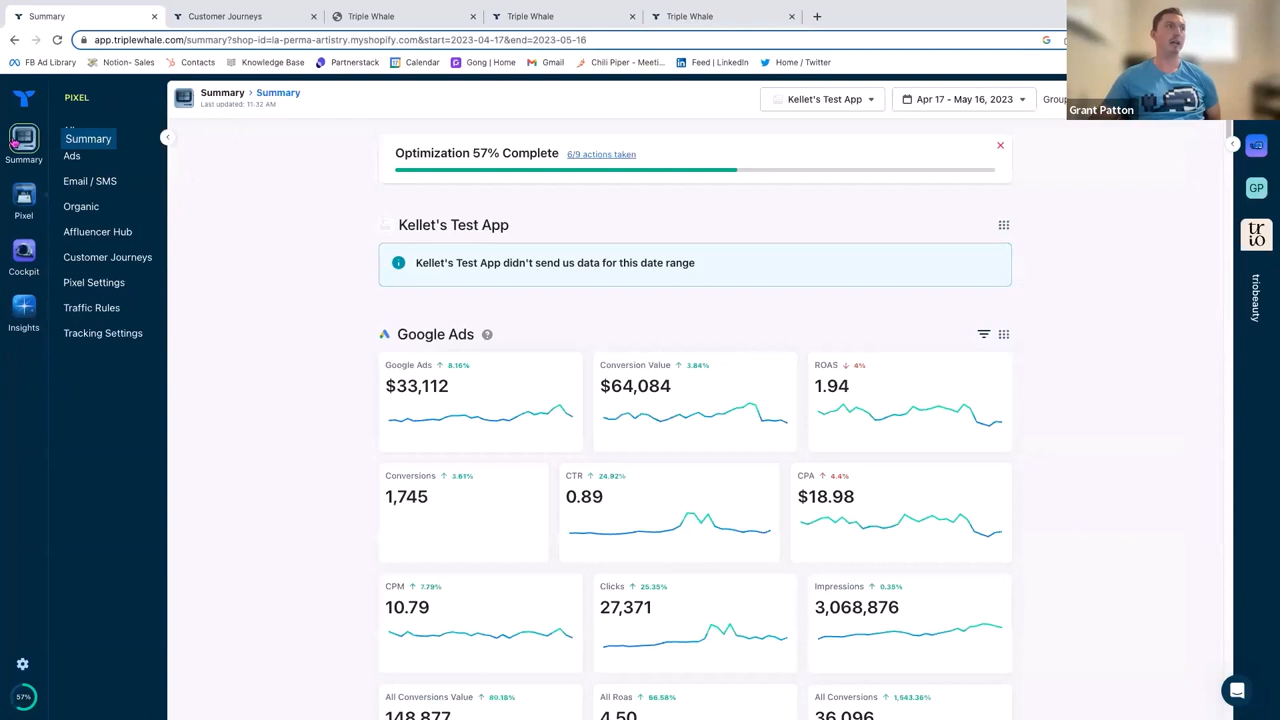 Summary
Customer Journeys
Triple Whale
Triple Whale
Triple Whale
app.triplewhale.com/summary?shop-id=la-perma-artistry.myshopify.com&start=2023-04-17&end=2023-05-16
FB Ad Library
Notion- Sales
Contacts
Knowledge Base
Partnerstack
Calendar
Gong | Home
Gmail
Chili Piper - Meeti...
Feed | LinkedIn
Home / Twitter
Grant Patton
Summary
Pixel
Cockpit
Insights
57%
PIXEL
Summary
Ads
Email / SMS
Organic
Affluencer Hub
Customer Journeys
Pixel Settings
Traffic Rules
Tracking Settings
Summary > Summary
Last updated: 11:32 AM
Kellet's Test App
Apr 17 - May 16, 2023
Optimization 57% Complete 6/9 actions taken
Kellet's Test App
Kellet's Test App didn't send us data for this date range
Google Ads
Google Ads ↑ 8.16%
$33,112
Conversion Value ↑ 3.84%
$64,084
ROAS ↓ 4%
1.94
Conversions ↑ 3.61%
1,745
CTR ↑ 24.92%
0.89
CPA ↑ 4.4%
$18.98
CPM ↑ 7.79%
10.79
Clicks ↑ 25.35%
27,371
Impressions ↑ 0.35%
3,068,876
All Conversions Value ↑ 80.18%
148,877
All Roas ↑ 66.58%
4.50
All Conversions ↑ 1,543.36%
36,096
GP
trio
triobeauty